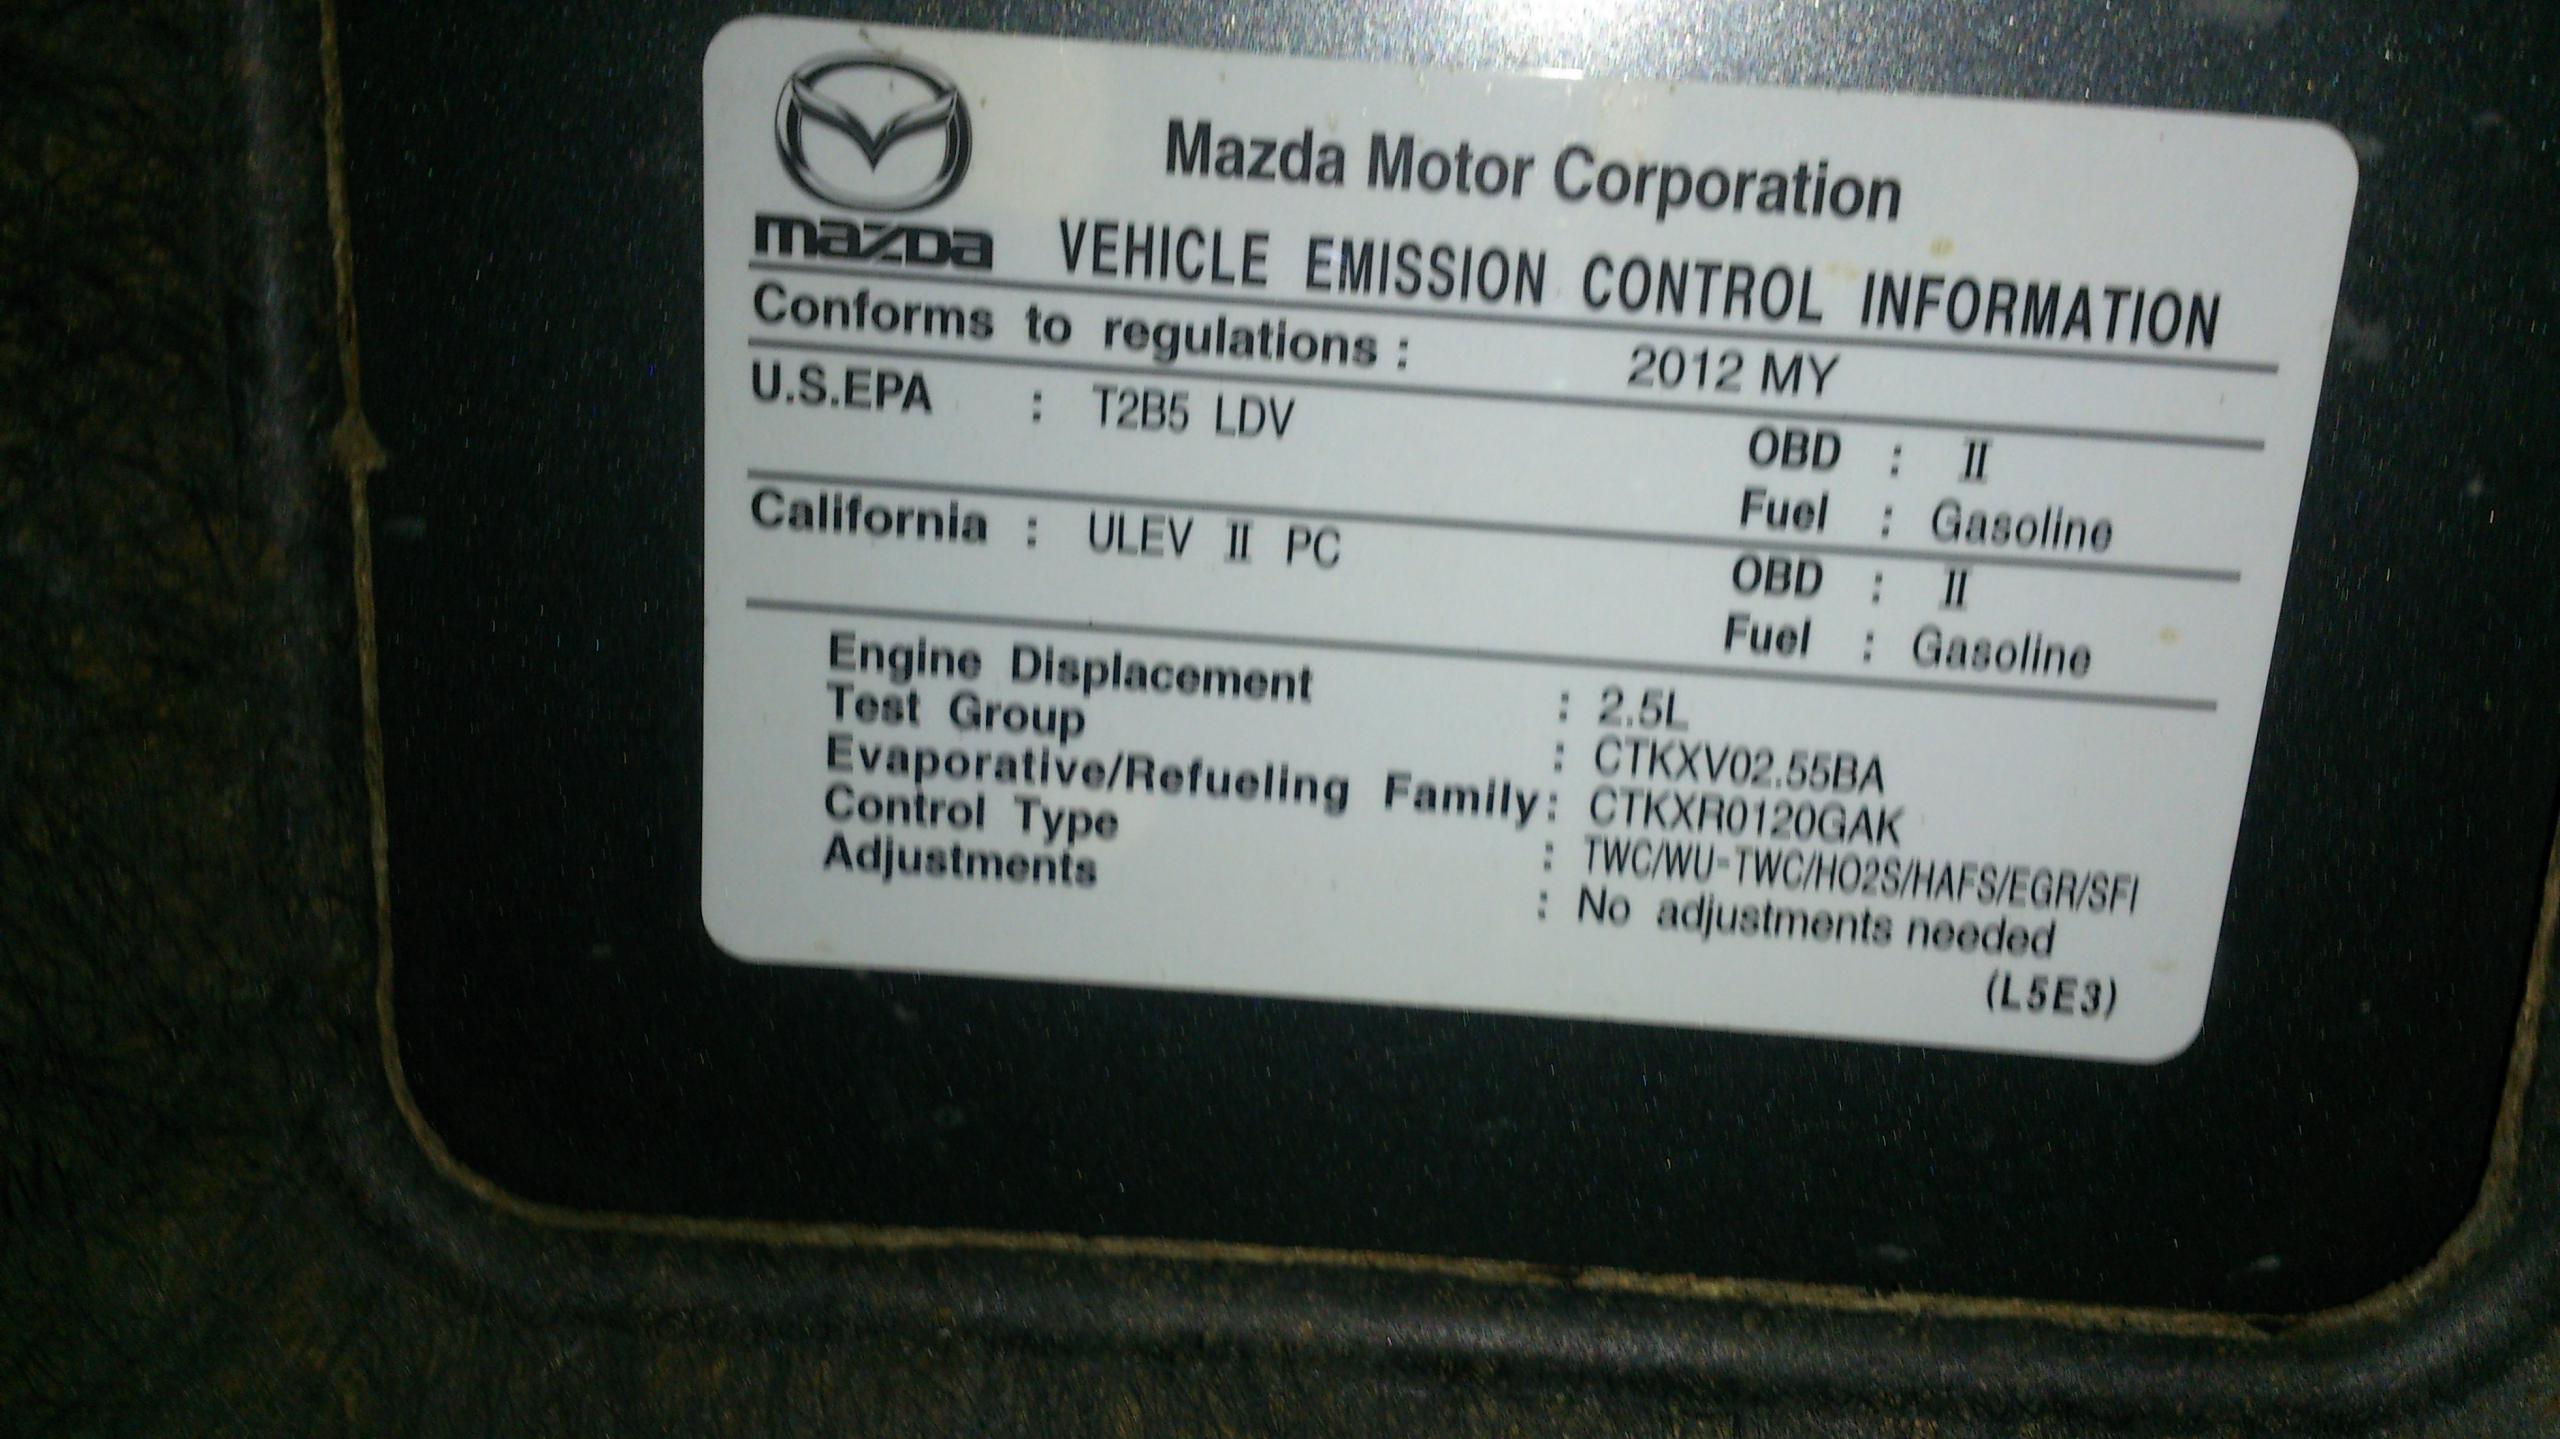 Mazda Motor Corporation
mazda VEHICLE EMISSION CONTROL INFORMATION
Conforms to regulations : 2012 MY
U.S.EPA : T2B5 LDV OBD : II
Fuel : Gasoline
California : ULEV II PC OBD : II
Fuel : Gasoline
Engine Displacement : 2.5L
Test Group : CTKXV02.55BA
Evaporative/Refueling Family : CTKXR0120GAK
Control Type : TWC/WU-TWC/HO2S/HAFS/EGR/SFI
Adjustments : No adjustments needed
(L5E3)